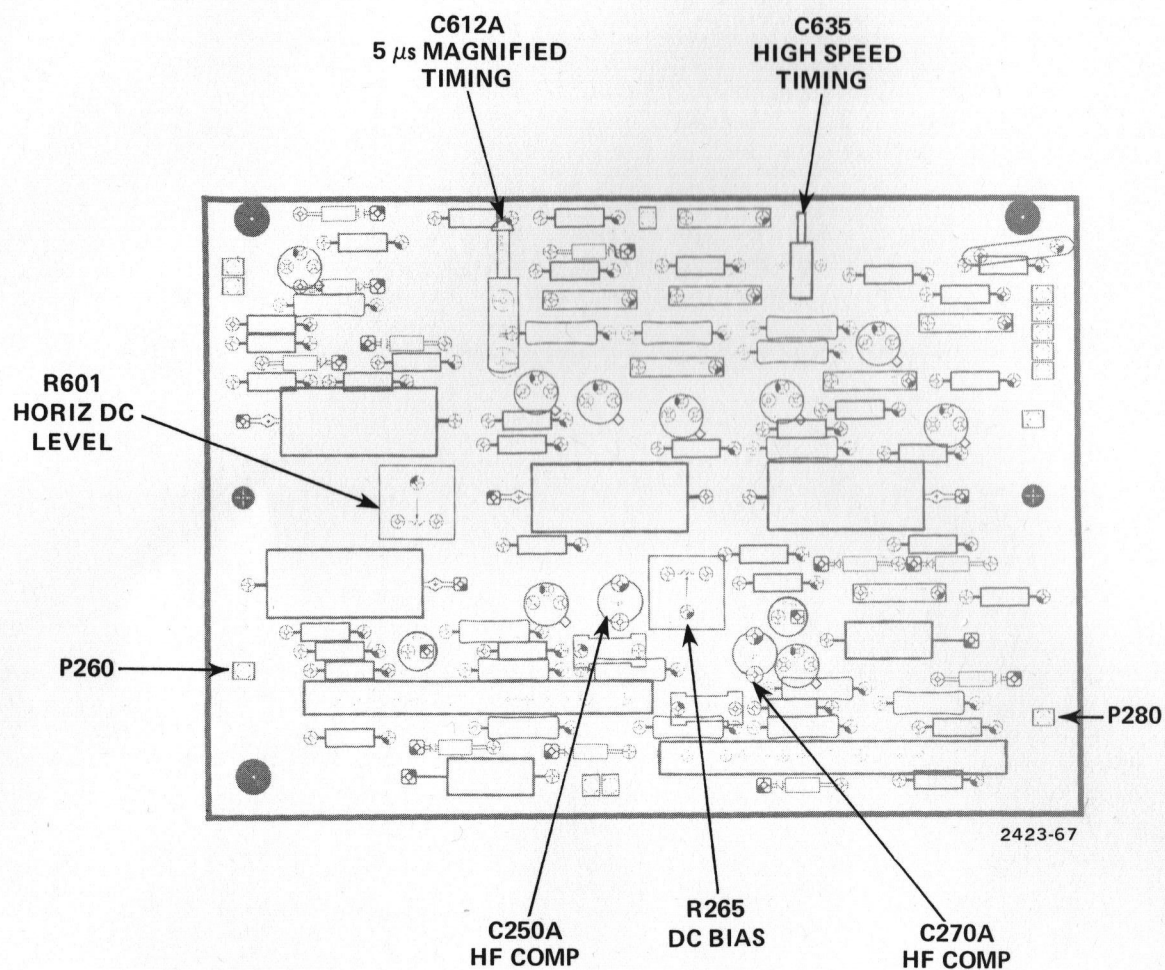 C612A
5 µs MAGNIFIED
TIMING
C635
HIGH SPEED
TIMING
R601
HORIZ DC
LEVEL
P260
P280
2423-67
C250A
HF COMP
R265
DC BIAS
C270A
HF COMP